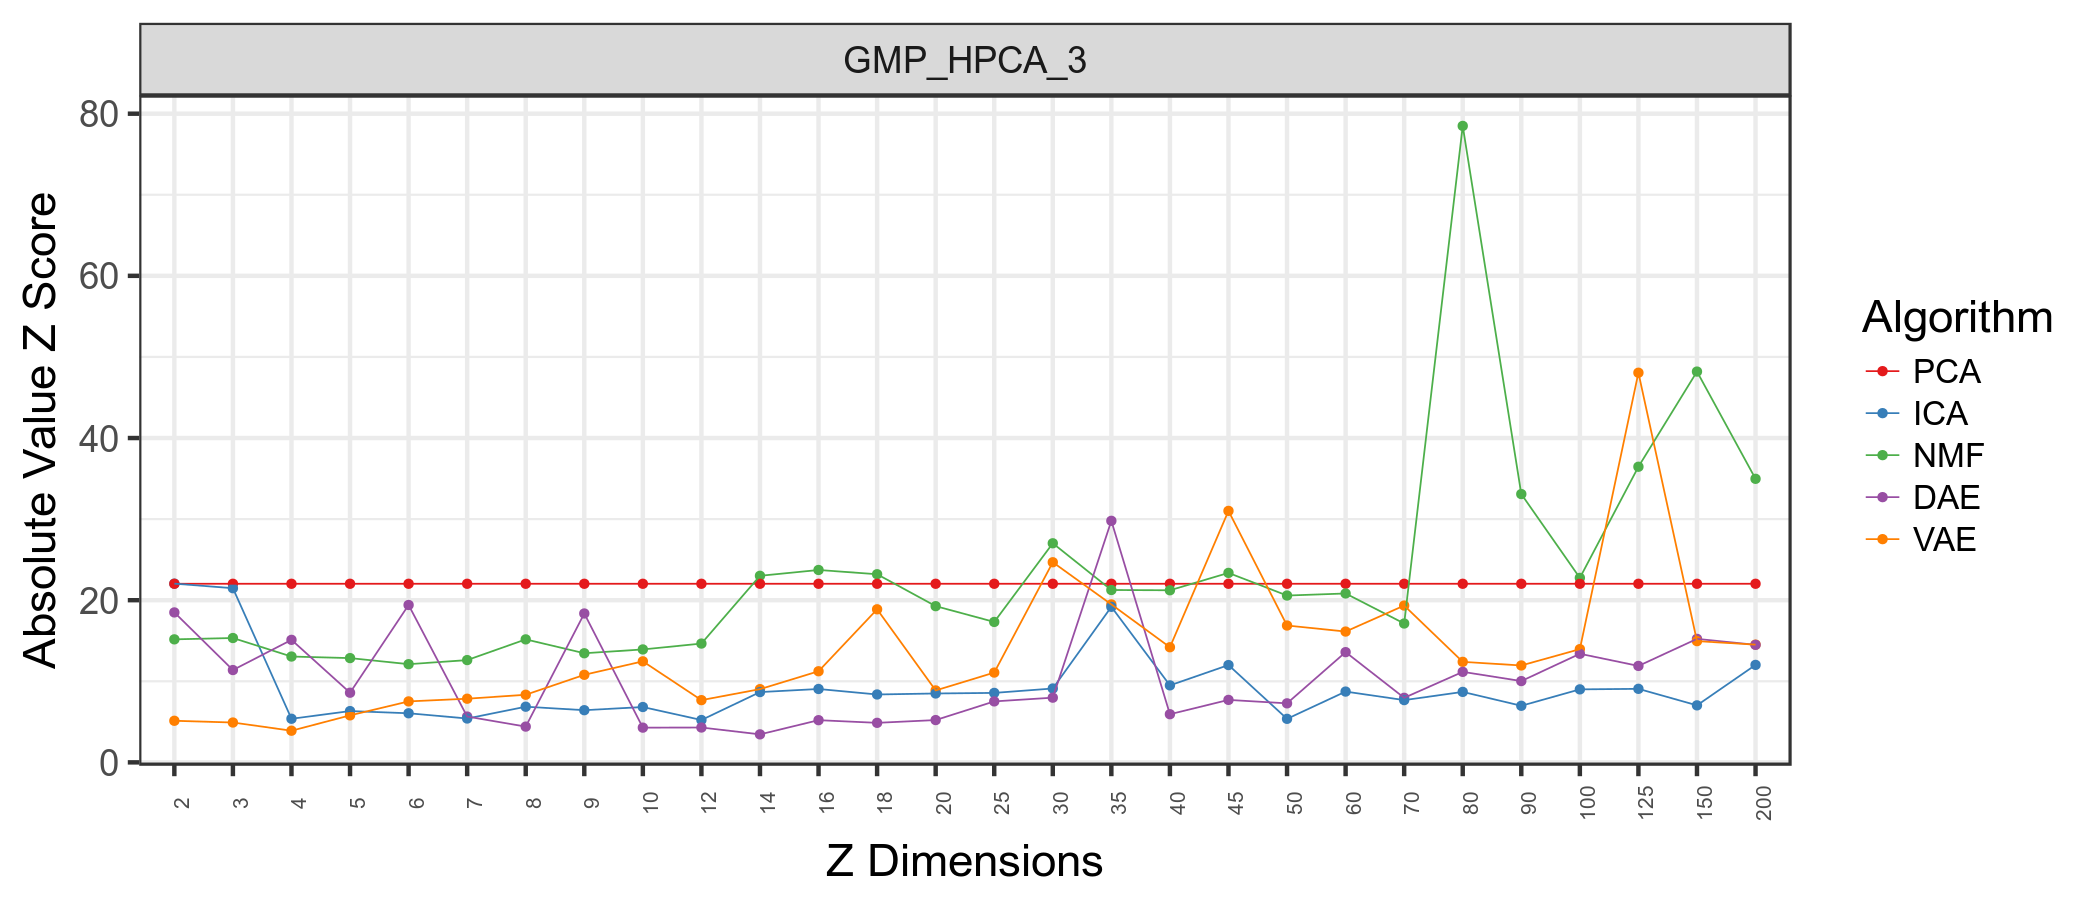 GMP_HPCA_3
Absolute Value Z Score
80
60
40
20
0
2 3 4 5 6 7 8 9 10 12 14 16 18 20 25 30 35 40 45 50 60 70 80 90 100 125 150 200
Z Dimensions
Algorithm
PCA
ICA
NMF
DAE
VAE